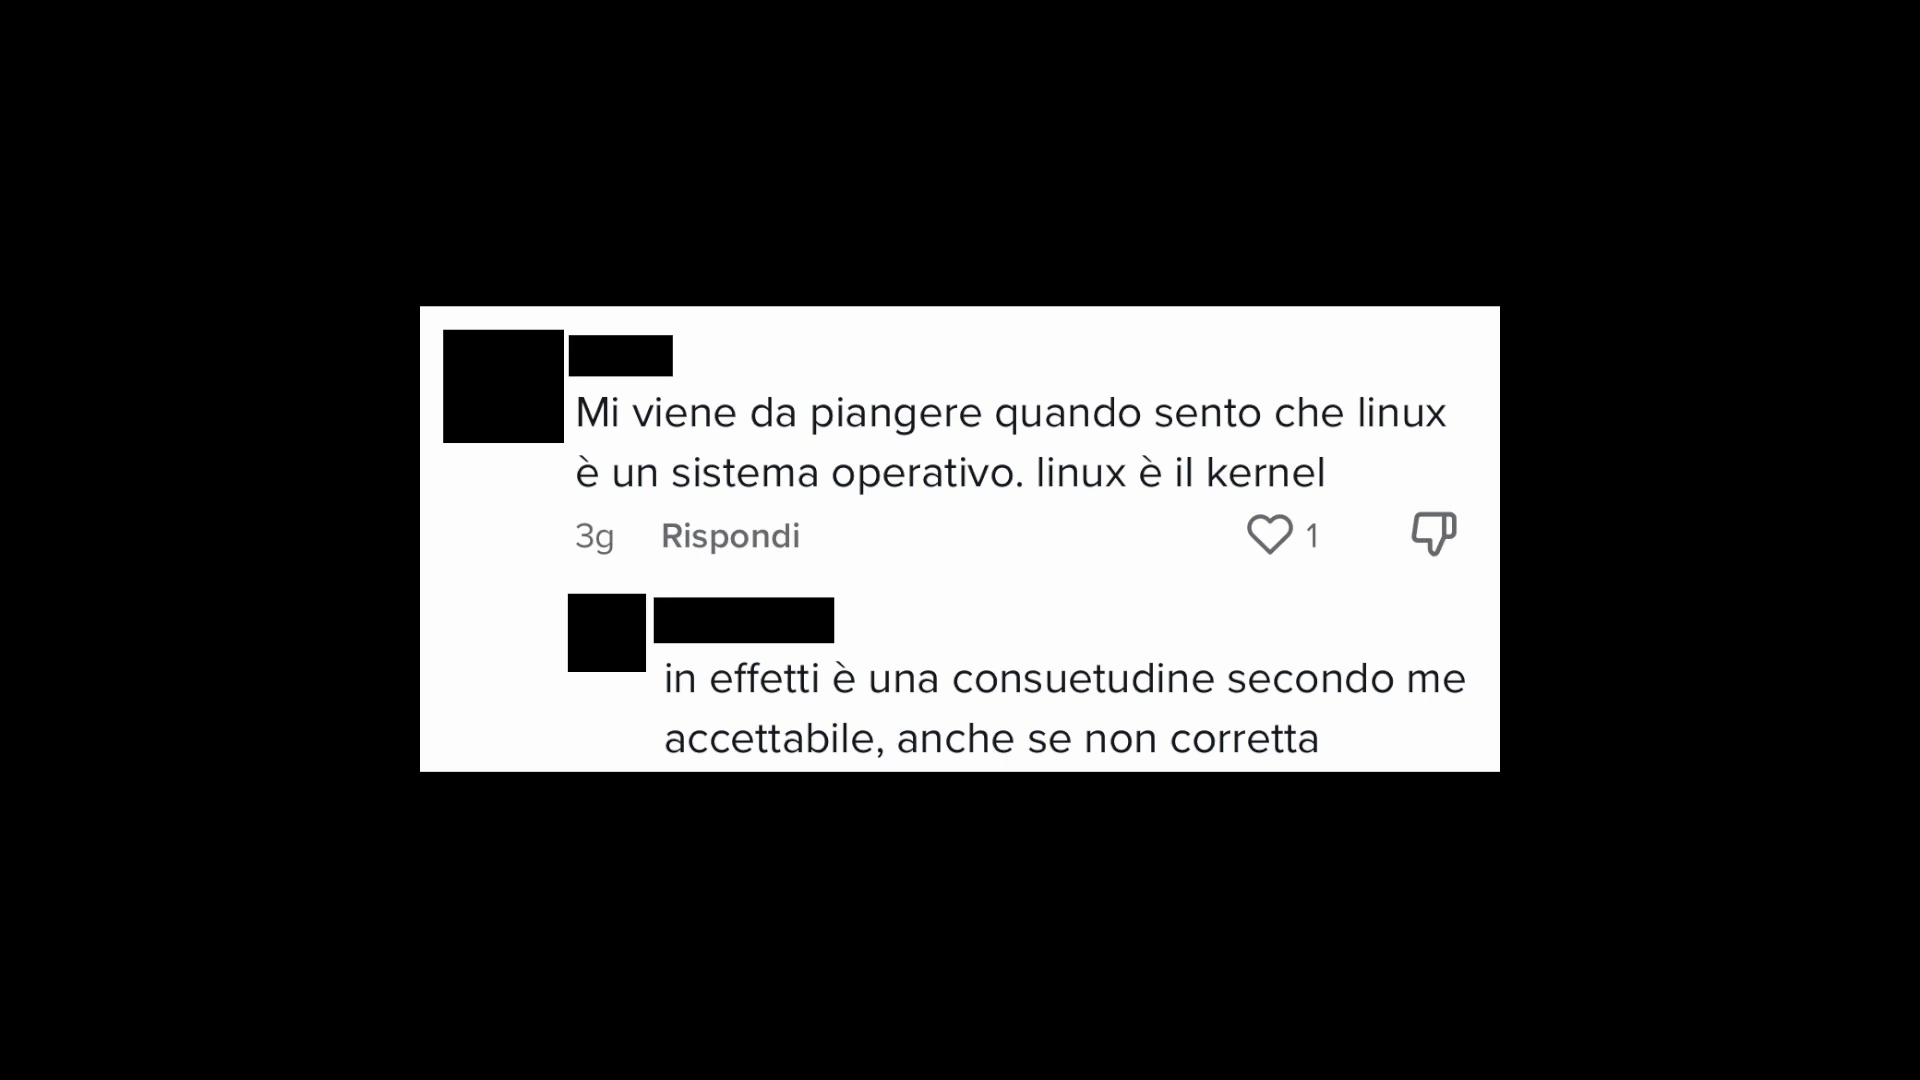 Mi viene da piangere quando sento che linux
è un sistema operativo. linux è il kernel
3g Rispondi 1
in effetti è una consuetudine secondo me
accettabile, anche se non corretta